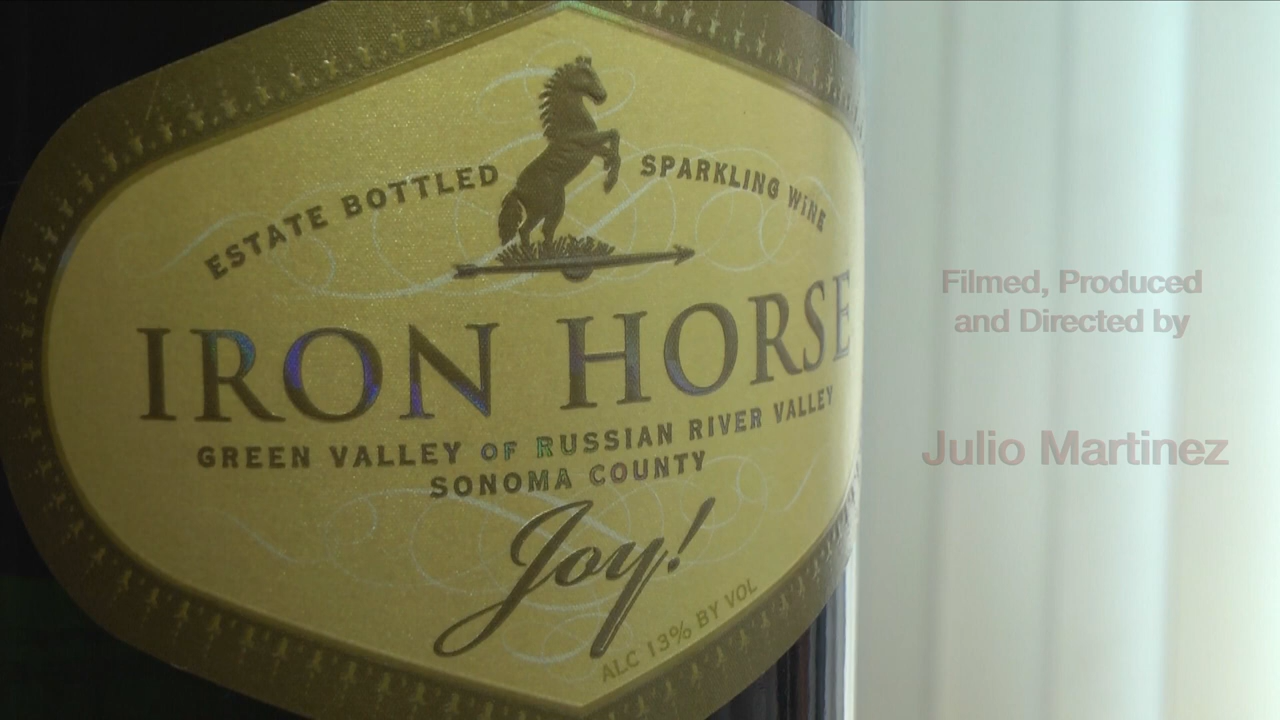 ESTATE BOTTLED SPARKLING WINE
IRON HORSE
GREEN VALLEY OF RUSSIAN RIVER VALLEY
SONOMA COUNTY
Joy!
ALC 13% BY VOL
Filmed, Produced
and Directed by
Julio Martinez